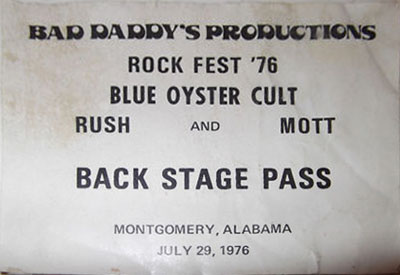 BAD DADDY'S PRODUCTIONS
ROCK FEST '76
BLUE OYSTER CULT
RUSH AND MOTT
BACK STAGE PASS
MONTGOMERY, ALABAMA
JULY 29, 1976